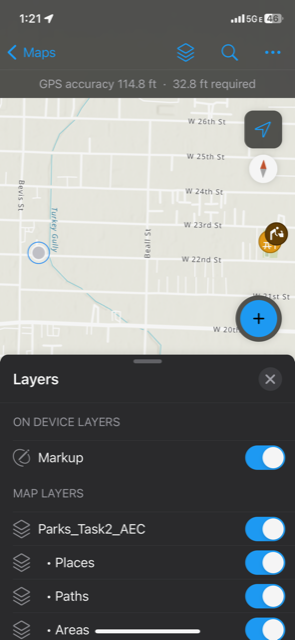 1:21 5GE 46
Maps
GPS accuracy 114.8 ft · 32.8 ft required
W 26th St
W 25th St
W 24th St
Bevis St
Turkey Gully
Beall St
W 23rd St
W 22nd St
W 21st St
W 20th
Layers
ON DEVICE LAYERS
Markup
MAP LAYERS
Parks_Task2_AEC
• Places
• Paths
• Areas